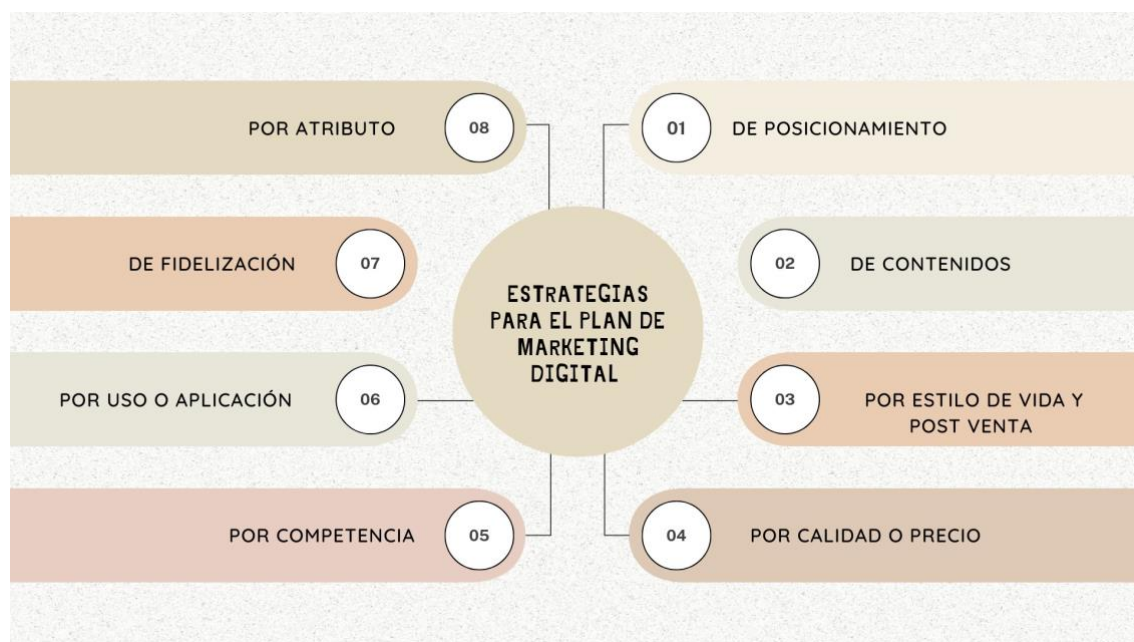 ESTRATEGIAS
PARA EL PLAN DE
MARKETING
DIGITAL
01
DE POSICIONAMIENTO
02
DE CONTENIDOS
03
POR ESTILO DE VIDA Y
POST VENTA
04
POR CALIDAD O PRECIO
05
POR COMPETENCIA
06
POR USO O APLICACIÓN
07
DE FIDELIZACIÓN
08
POR ATRIBUTO